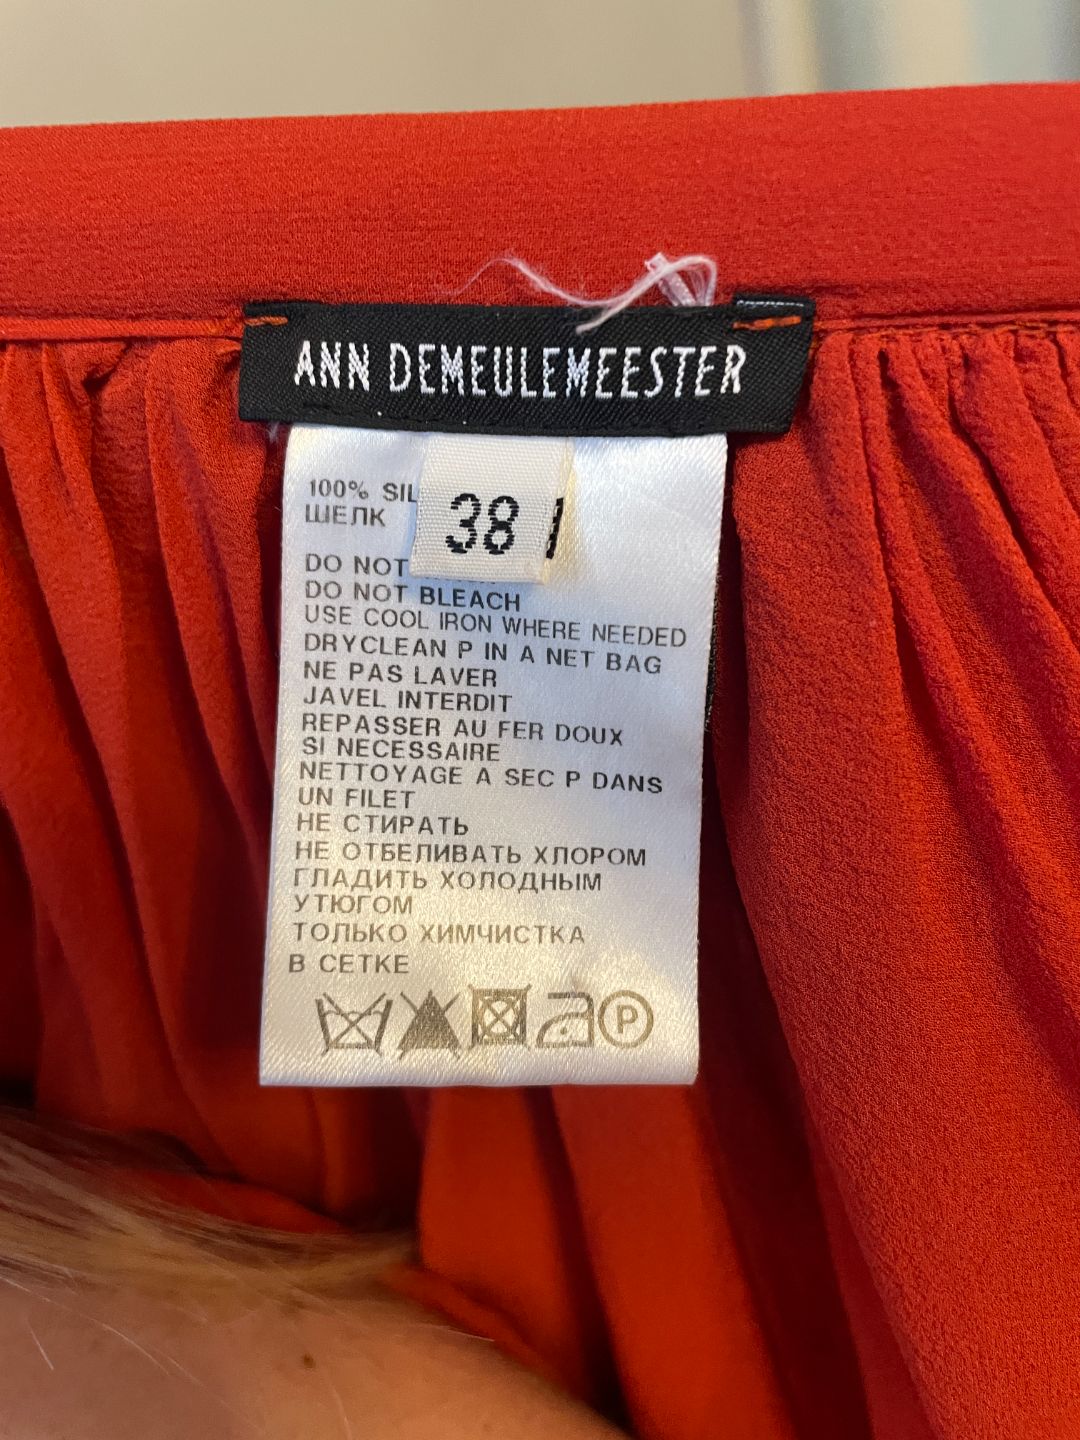 ANN DEMEULEMEESTER
38
100% SIL
ШЕЛК
DO NOT
DO NOT BLEACH
USE COOL IRON WHERE NEEDED
DRYCLEAN P IN A NET BAG
NE PAS LAVER
JAVEL INTERDIT
REPASSER AU FER DOUX
SI NECESSAIRE
NETTOYAGE A SEC P DANS
UN FILET
НЕ СТИРАТЬ
НЕ ОТБЕЛИВАТЬ ХЛОРОМ
ГЛАДИТЬ ХОЛОДНЫМ
УТЮГОМ
ТОЛЬКО ХИМЧИСТКА
В СЕТКЕ
P